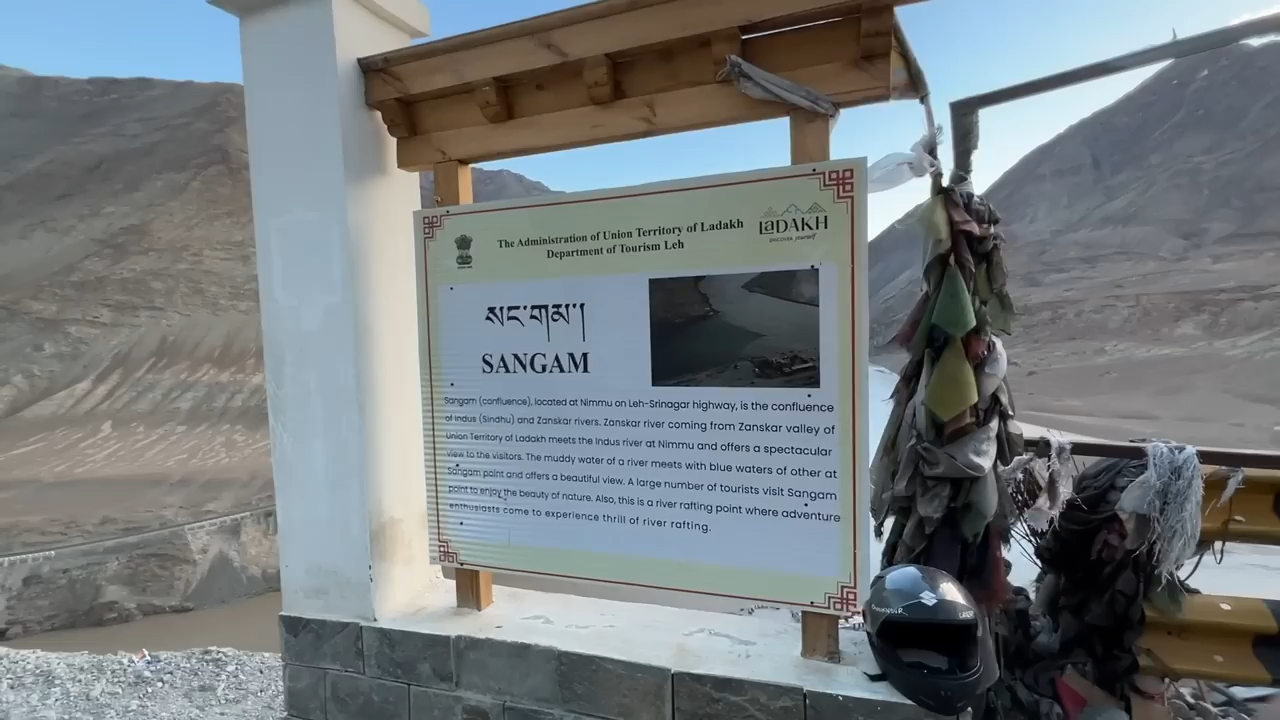 The Administration of Union Territory of Ladakh
Department of Tourism Leh
LaDAKH
DISCOVER yourself
སང་གམ་།
SANGAM
Sangam (confluence), located at Nimmu on Leh-Srinagar highway, is the confluence
of Indus (Sindhu) and Zanskar rivers. Zanskar river coming from Zanskar valley of
Union Territory of Ladakh meets the Indus river at Nimmu and offers a spectacular
view to the visitors. The muddy water of a river meets with blue waters of other at
Sangam point and offers a beautiful view. A large number of tourists visit Sangam
point to enjoy the beauty of nature. Also, this is a river rafting point where adventure
enthusiasts come to experience thrill of river rafting.